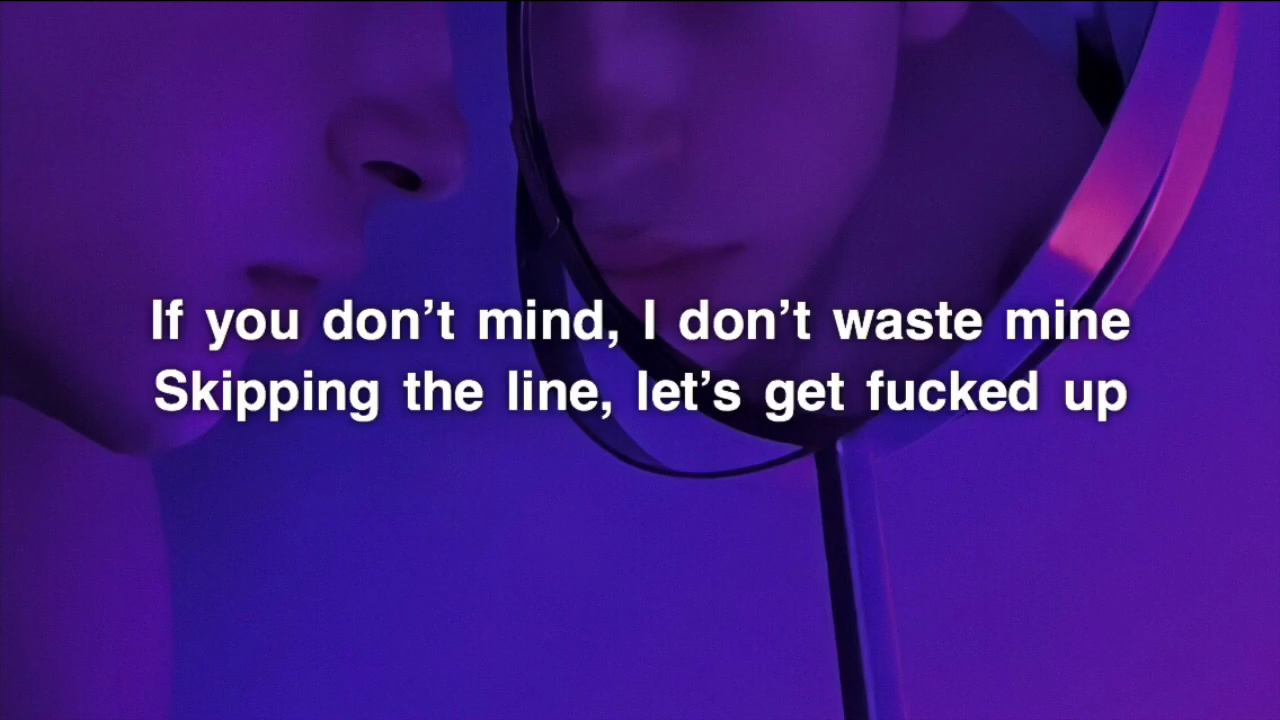 If you don’t mind, I don’t waste mine
Skipping the line, let’s get fucked up